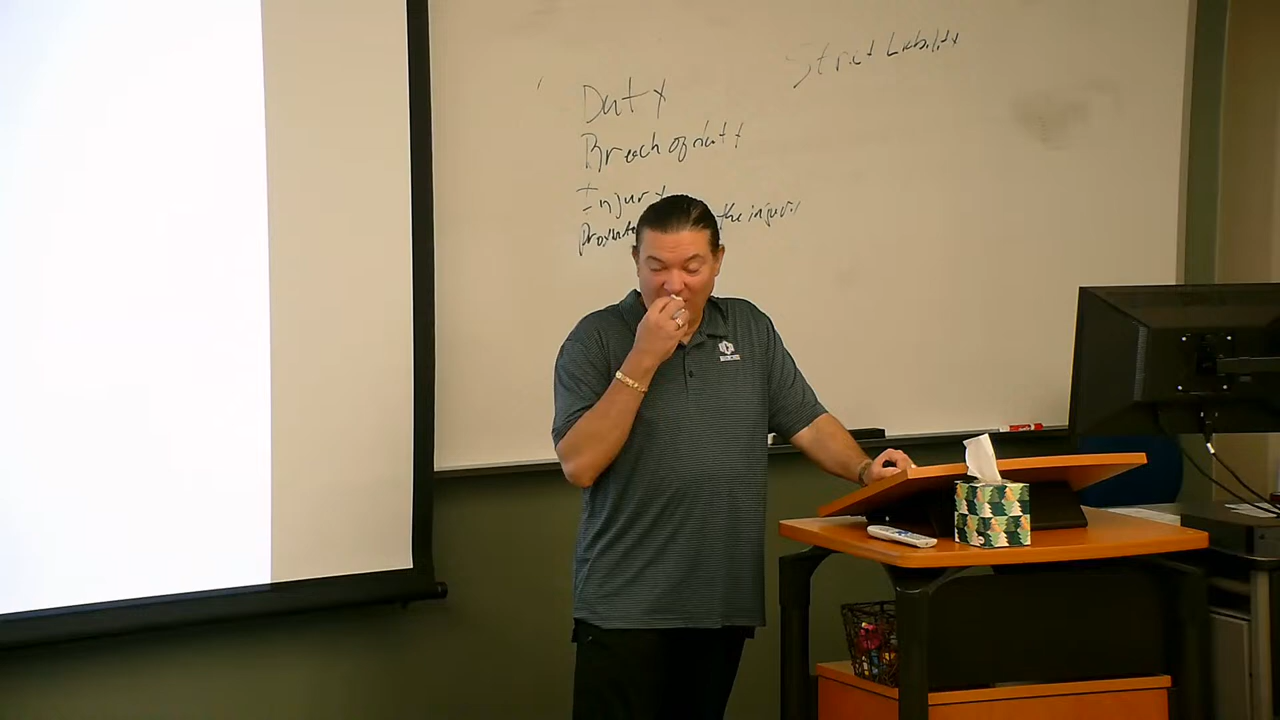 Strict Liability
Duty
Breach of duty
Injury
the injury